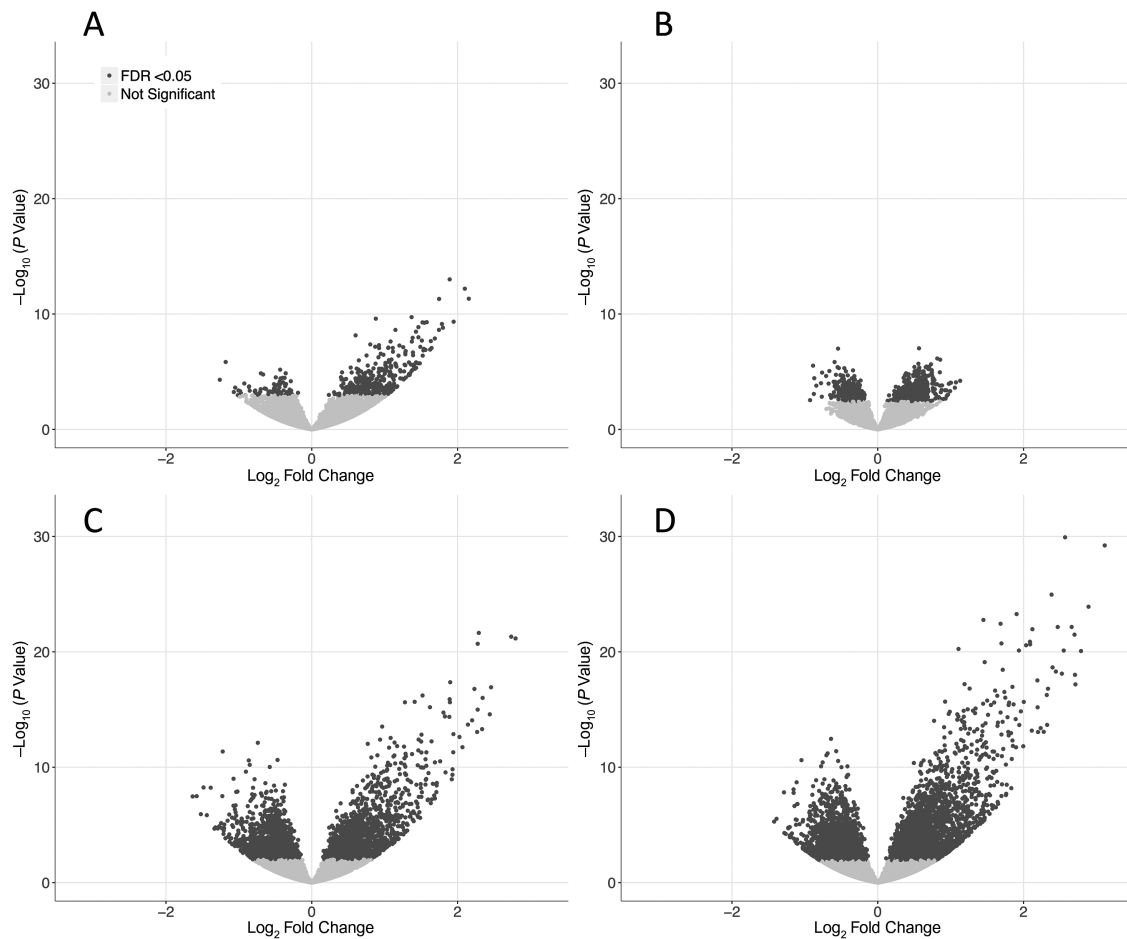 A
FDR <0.05
Not Significant
30
20
10
0
–Log10 (P Value)
–2 0 2
Log2 Fold Change
B
30
20
10
0
–Log10 (P Value)
–2 0 2
Log2 Fold Change
C
30
20
10
0
–Log10 (P Value)
–2 0 2
Log2 Fold Change
D
30
20
10
0
–Log10 (P Value)
–2 0 2
Log2 Fold Change